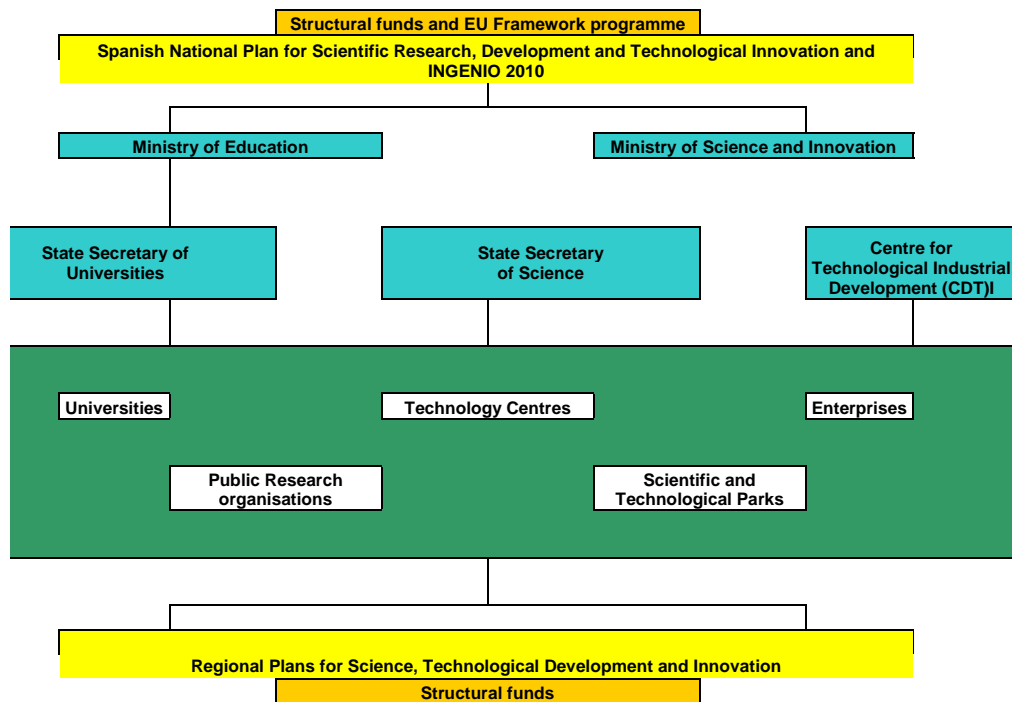 Structural funds and EU Framework programme
Spanish National Plan for Scientific Research, Development and Technological Innovation and
INGENIO 2010
Ministry of Education
Ministry of Science and Innovation
State Secretary of
Universities
State Secretary
of Science
Centre for
Technological Industrial
Development (CDT)I
Universities
Technology Centres
Enterprises
Public Research
organisations
Scientific and
Technological Parks
Regional Plans for Science, Technological Development and Innovation
Structural funds